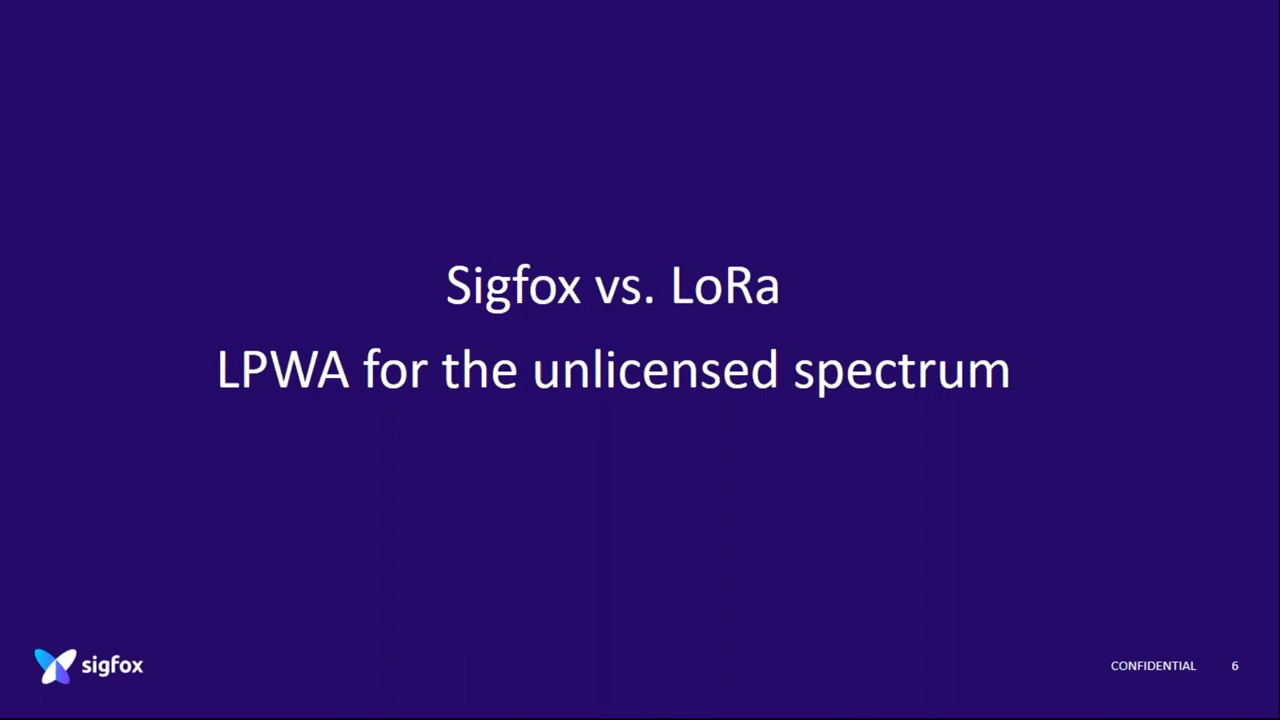 Sigfox vs. LoRa
LPWA for the unlicensed spectrum
sigfox
CONFIDENTIAL 6